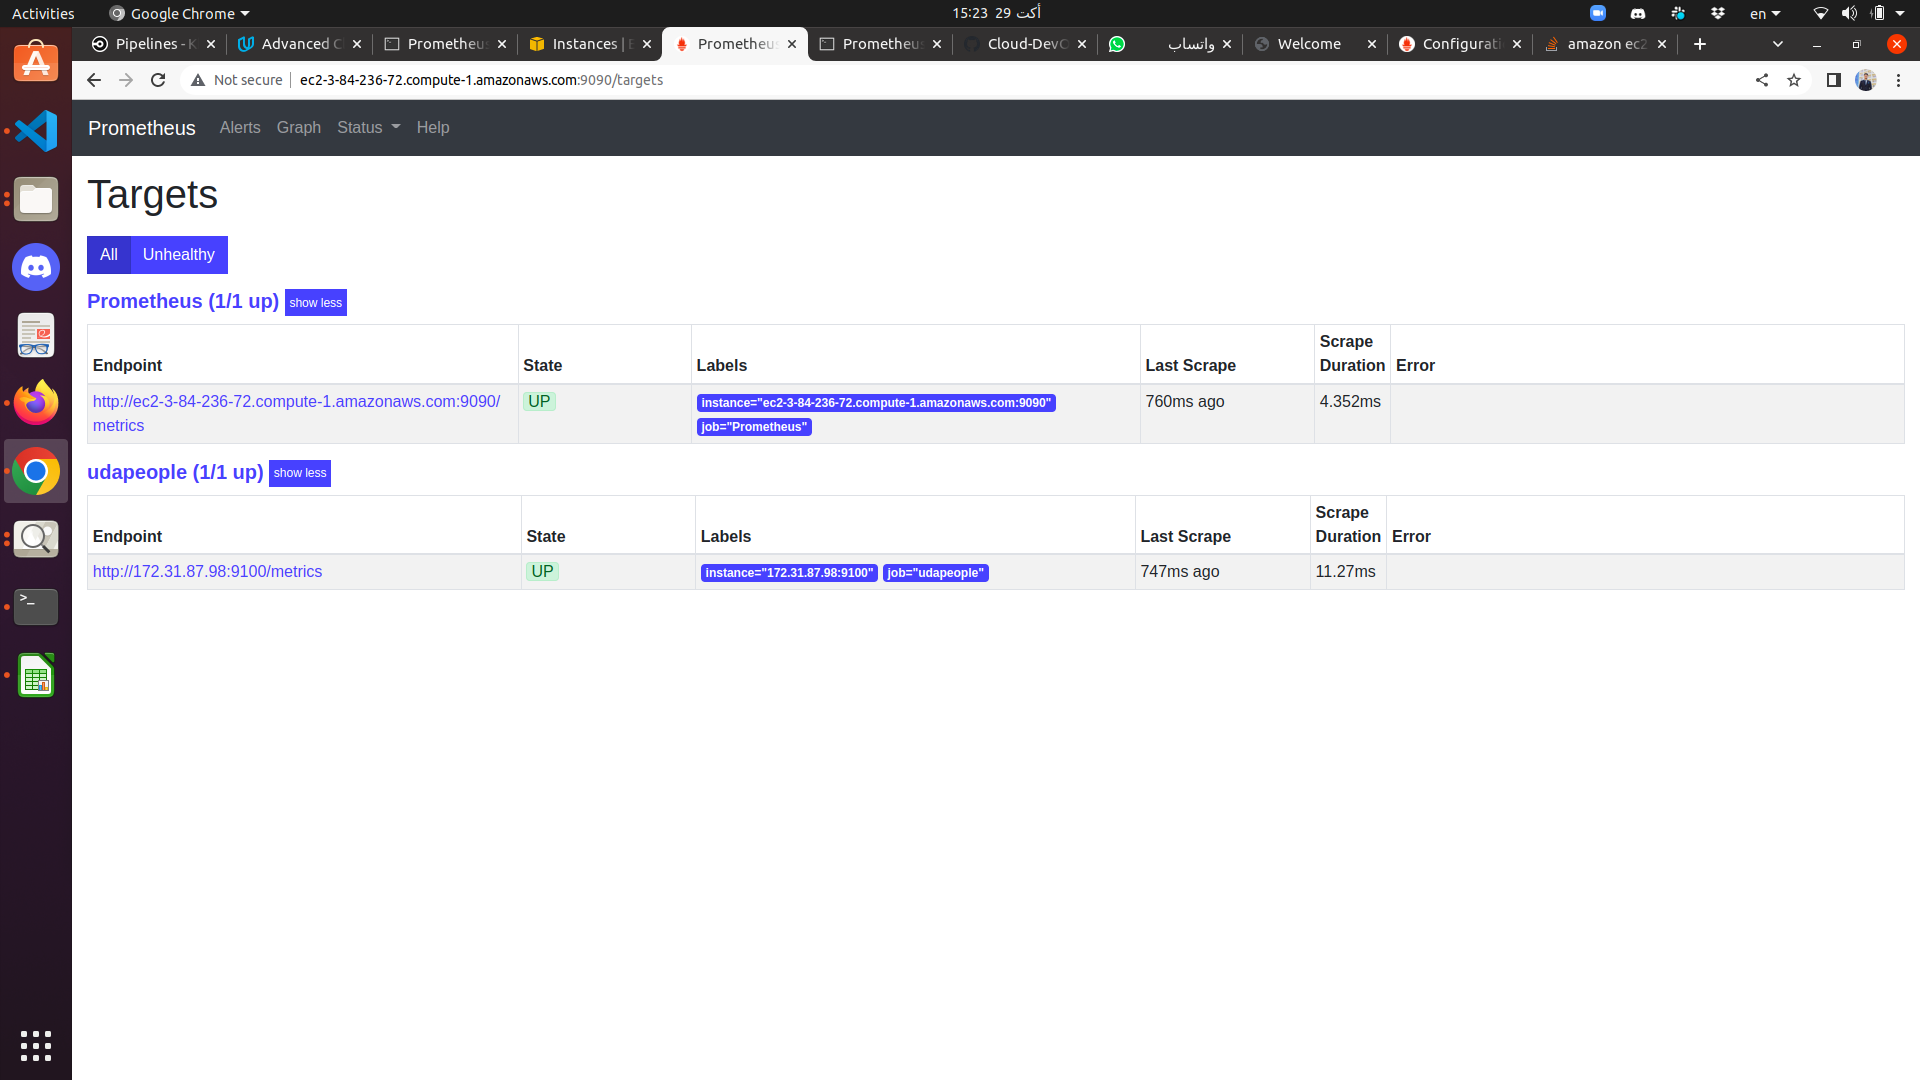 Activities Google Chrome 15:23 29 أكت en
Pipelines - K Advanced C Prometheus Instances | E Prometheus Prometheus Cloud-DevO واتساب Welcome Configurati amazon ec2
Not secure ec2-3-84-236-72.compute-1.amazonaws.com:9090/targets
Prometheus Alerts Graph Status Help
Targets
All Unhealthy
Prometheus (1/1 up) show less
Endpoint State Labels Last Scrape Scrape Duration Error
http://ec2-3-84-236-72.compute-1.amazonaws.com:9090/ UP instance="ec2-3-84-236-72.compute-1.amazonaws.com:9090" 760ms ago 4.352ms
metrics job="Prometheus"
udapeople (1/1 up) show less
Endpoint State Labels Last Scrape Scrape Duration Error
http://172.31.87.98:9100/metrics UP instance="172.31.87.98:9100" job="udapeople" 747ms ago 11.27ms